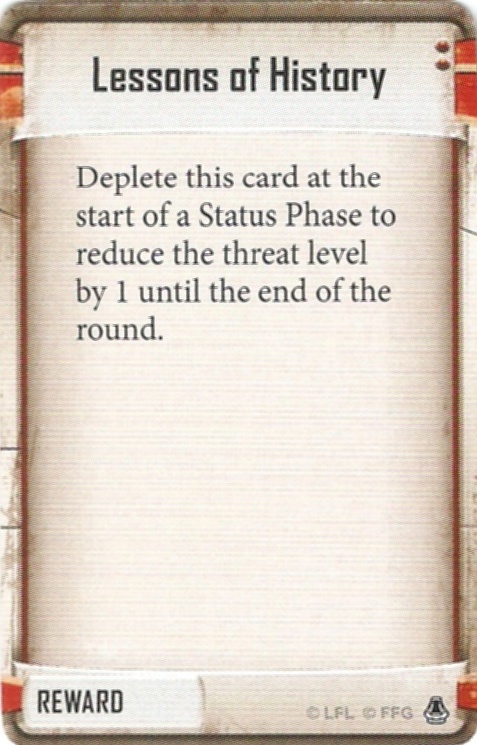 Lessons of History
Deplete this card at the
start of a Status Phase to
reduce the threat level
by 1 until the end of the
round.
REWARD
© LFL © FFG